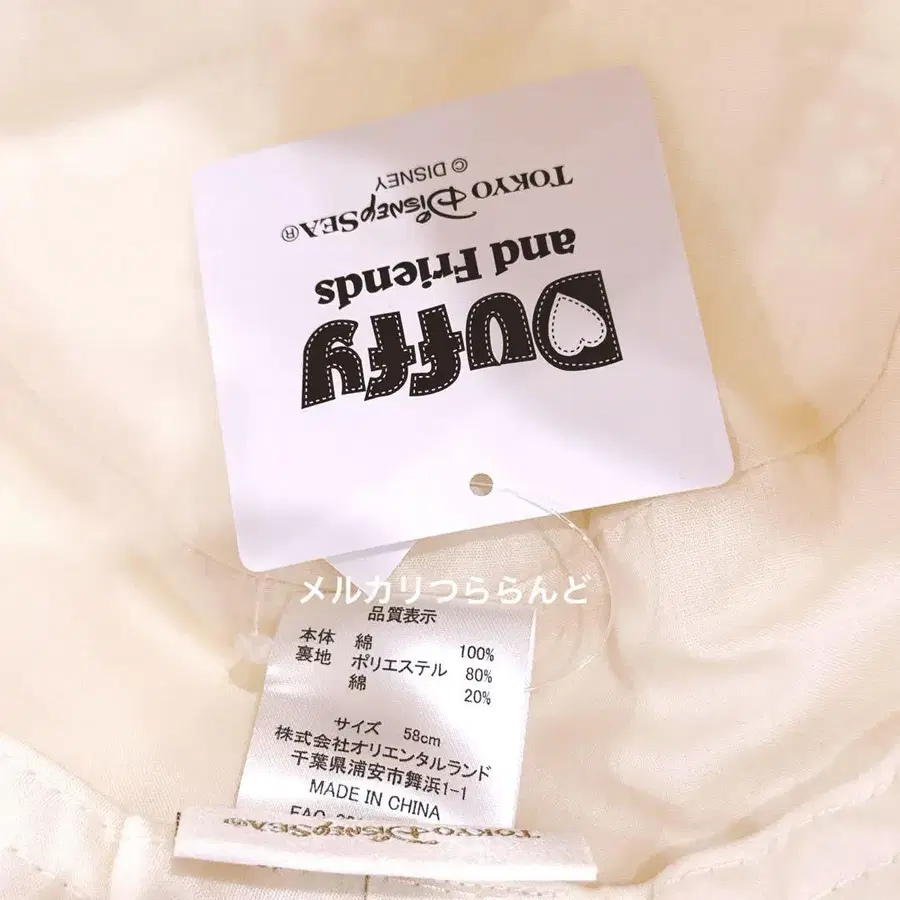 Duffy
and Friends
TOKYO DISNEYSEA®
© DISNEY
メルカリつららんど
品質表示
本体 綿 100%
裏地 ポリエステル 80%
綿 20%
サイズ 58cm
株式会社オリエンタルランド
千葉県浦安市舞浜1-1
MADE IN CHINA
TOKYO DISNEYSEA®